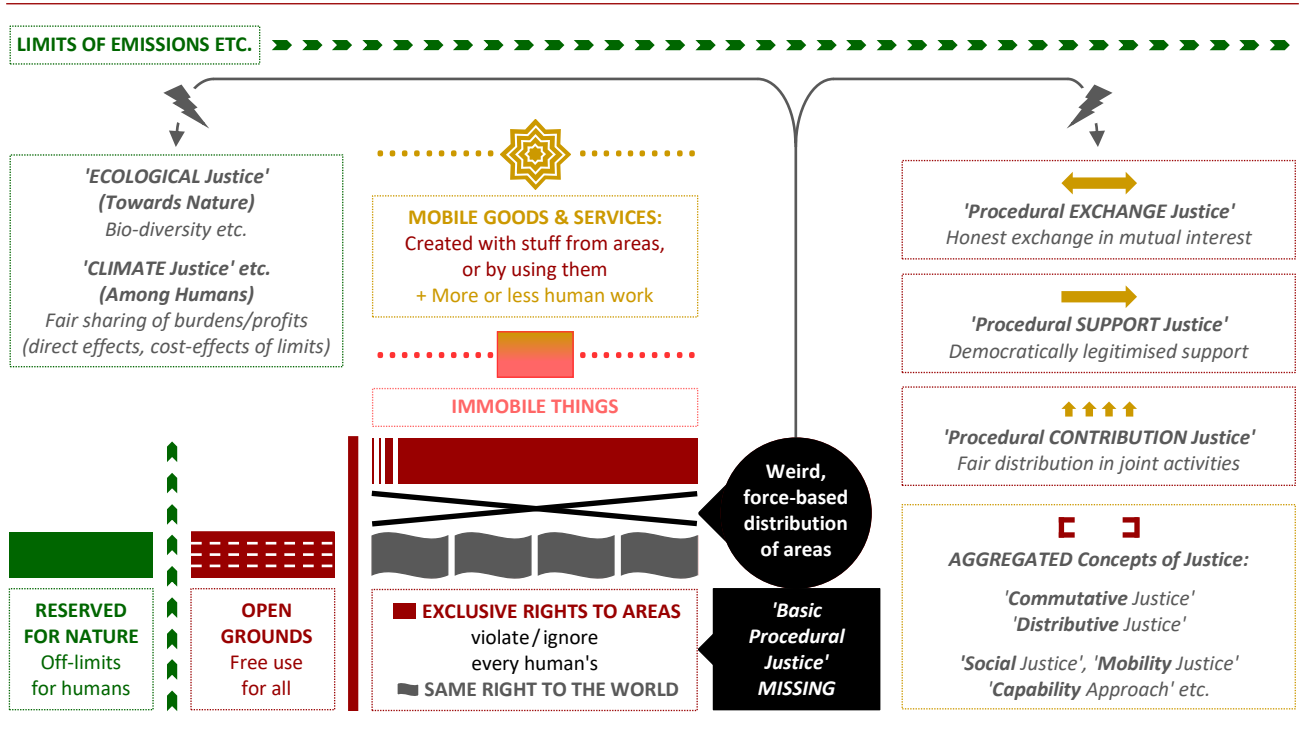 LIMITS OF EMISSIONS ETC.
'ECOLOGICAL Justice'
(Towards Nature)
Bio-diversity etc.
'CLIMATE Justice' etc.
(Among Humans)
Fair sharing of burdens/profits
(direct effects, cost-effects of limits)
MOBILE GOODS & SERVICES:
Created with stuff from areas,
or by using them
+ More or less human work
IMMOBILE THINGS
'Procedural EXCHANGE Justice'
Honest exchange in mutual interest
'Procedural SUPPORT Justice'
Democratically legitimised support
'Procedural CONTRIBUTION Justice'
Fair distribution in joint activities
Weird,
force-based
distribution
of areas
RESERVED
FOR NATURE
Off-limits
for humans
OPEN
GROUNDS
Free use
for all
EXCLUSIVE RIGHTS TO AREAS
violate/ignore
every human's
SAME RIGHT TO THE WORLD
'Basic
Procedural
Justice'
MISSING
AGGREGATED Concepts of Justice:
'Commutative Justice'
'Distributive Justice'
'Social Justice', 'Mobility Justice'
'Capability Approach' etc.